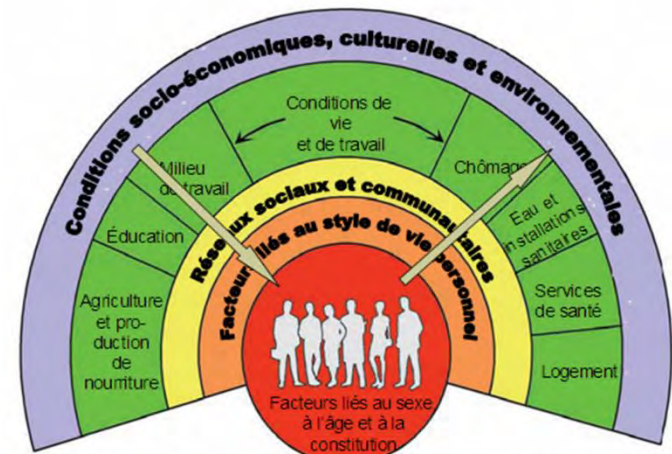 Conditions socio-économiques, culturelles et environnementales
Conditions de
vie
et de travail
Milieu
de travail
Chômage
Éducation
Eau et
installations
sanitaires
Agriculture
et pro-
duction
de
nourriture
Services
de santé
Logement
Réseaux sociaux et communautaires
Facteurs liés au style de vie personnel
Facteurs liés au sexe
à l'âge et à la
constitution